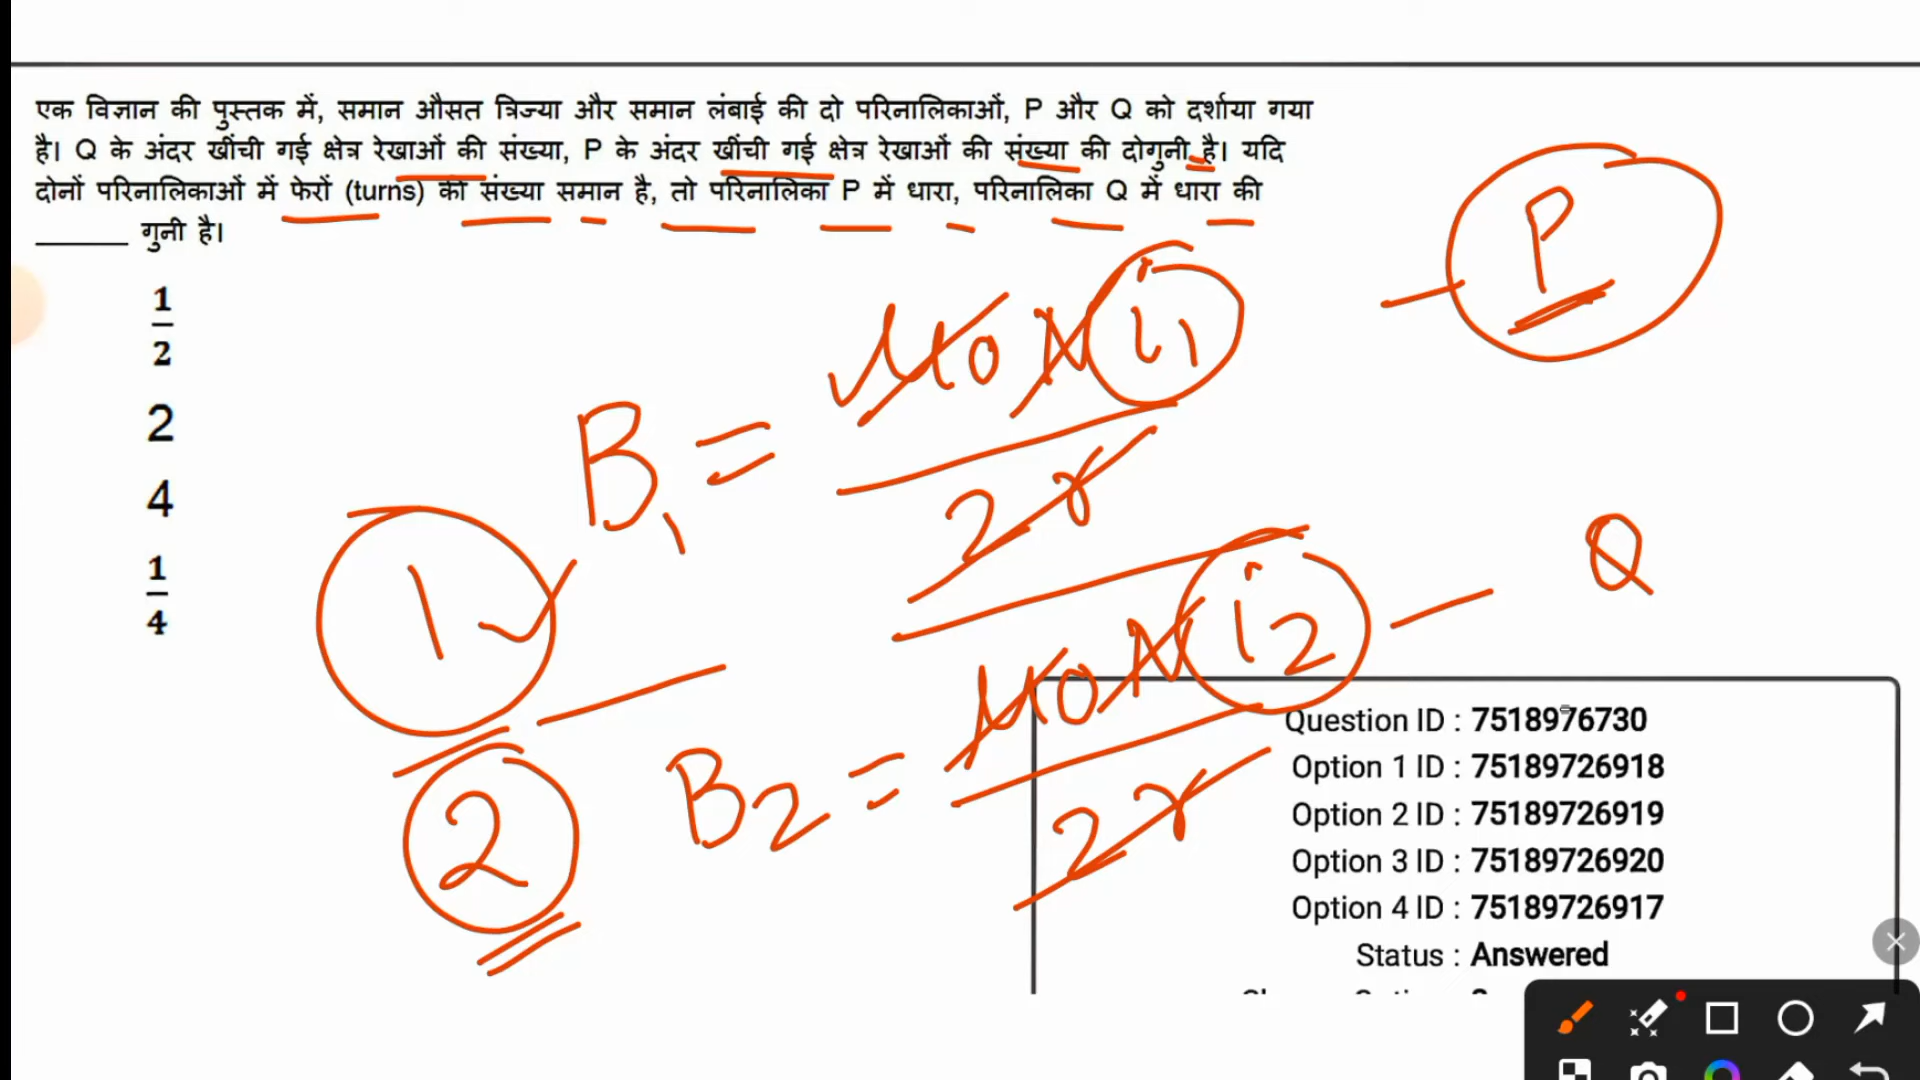 एक विज्ञान की पुस्तक में, समान औसत त्रिज्या और समान लंबाई की दो परिनालिकाओं, P और Q को दर्शाया गया
है। Q के अंदर खींची गई क्षेत्र रेखाओं की संख्या, P के अंदर खींची गई क्षेत्र रेखाओं की संख्या की दोगुनी है। यदि
दोनों परिनालिकाओं में फेरों (turns) की संख्या समान है, तो परिनालिका P में धारा, परिनालिका Q में धारा की
______ गुनी है।
1
2
2
4
1
4
P
B₁ = μ₀ N i₁
2r
Q
1
2
B₂ = μ₀ N i₂
2r
Question ID : 7518976730
Option 1 ID : 75189726918
Option 2 ID : 75189726919
Option 3 ID : 75189726920
Option 4 ID : 75189726917
Status : Answered